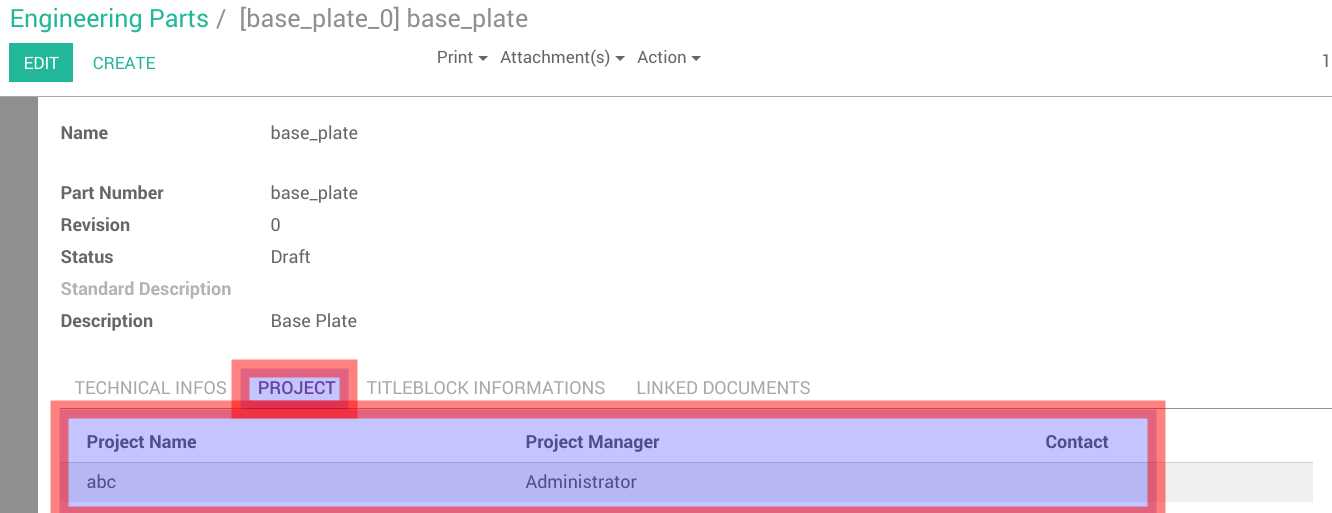 Engineering Parts / [base_plate_0] base_plate
EDIT CREATE Print Attachment(s) Action 1
Name base_plate
Part Number base_plate
Revision 0
Status Draft
Standard Description
Description Base Plate
TECHNICAL INFOS PROJECT TITLEBLOCK INFORMATIONS LINKED DOCUMENTS
Project Name Project Manager Contact
abc Administrator